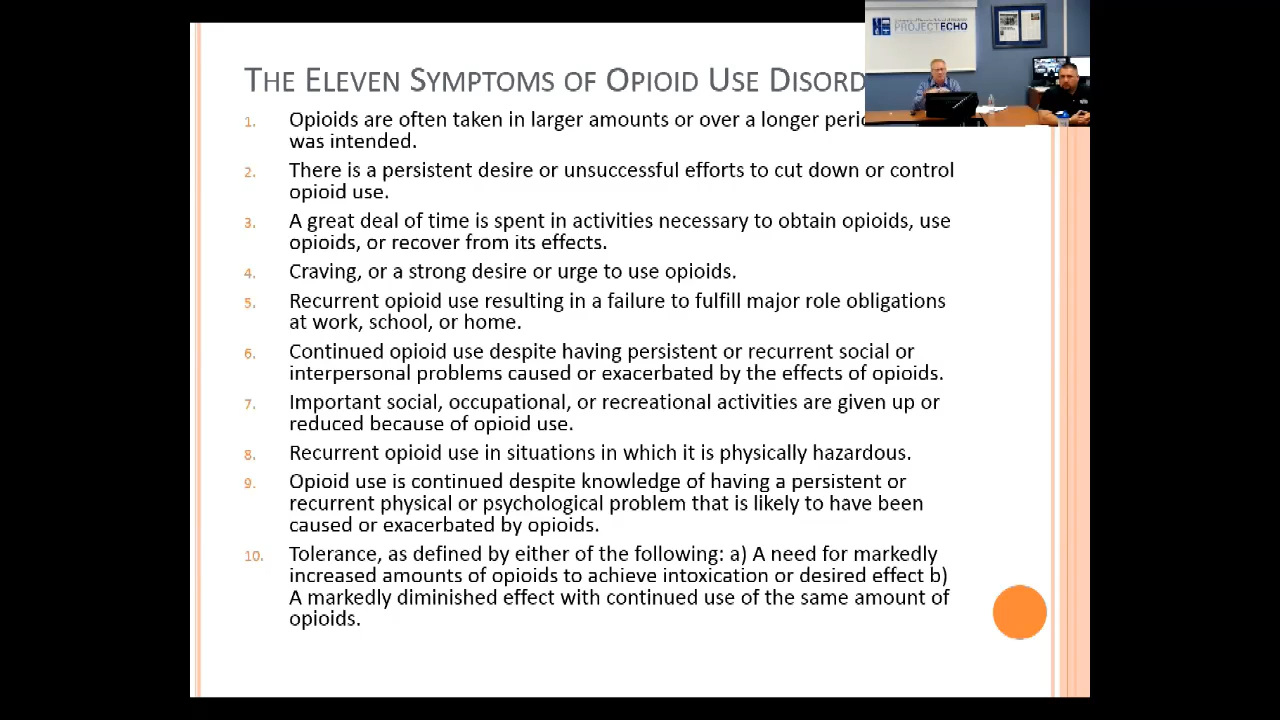 PROJECT ECHO
THE ELEVEN SYMPTOMS OF OPIOID USE DISORD
1. Opioids are often taken in larger amounts or over a longer
was intended.
2. There is a persistent desire or unsuccessful efforts to cut down or control
opioid use.
3. A great deal of time is spent in activities necessary to obtain opioids, use
opioids, or recover from its effects.
4. Craving, or a strong desire or urge to use opioids.
5. Recurrent opioid use resulting in a failure to fulfill major role obligations
at work, school, or home.
6. Continued opioid use despite having persistent or recurrent social or
interpersonal problems caused or exacerbated by the effects of opioids.
7. Important social, occupational, or recreational activities are given up or
reduced because of opioid use.
8. Recurrent opioid use in situations in which it is physically hazardous.
9. Opioid use is continued despite knowledge of having a persistent or
recurrent physical or psychological problem that is likely to have been
caused or exacerbated by opioids.
10. Tolerance, as defined by either of the following: a) A need for markedly
increased amounts of opioids to achieve intoxication or desired effect b)
A markedly diminished effect with continued use of the same amount of
opioids.